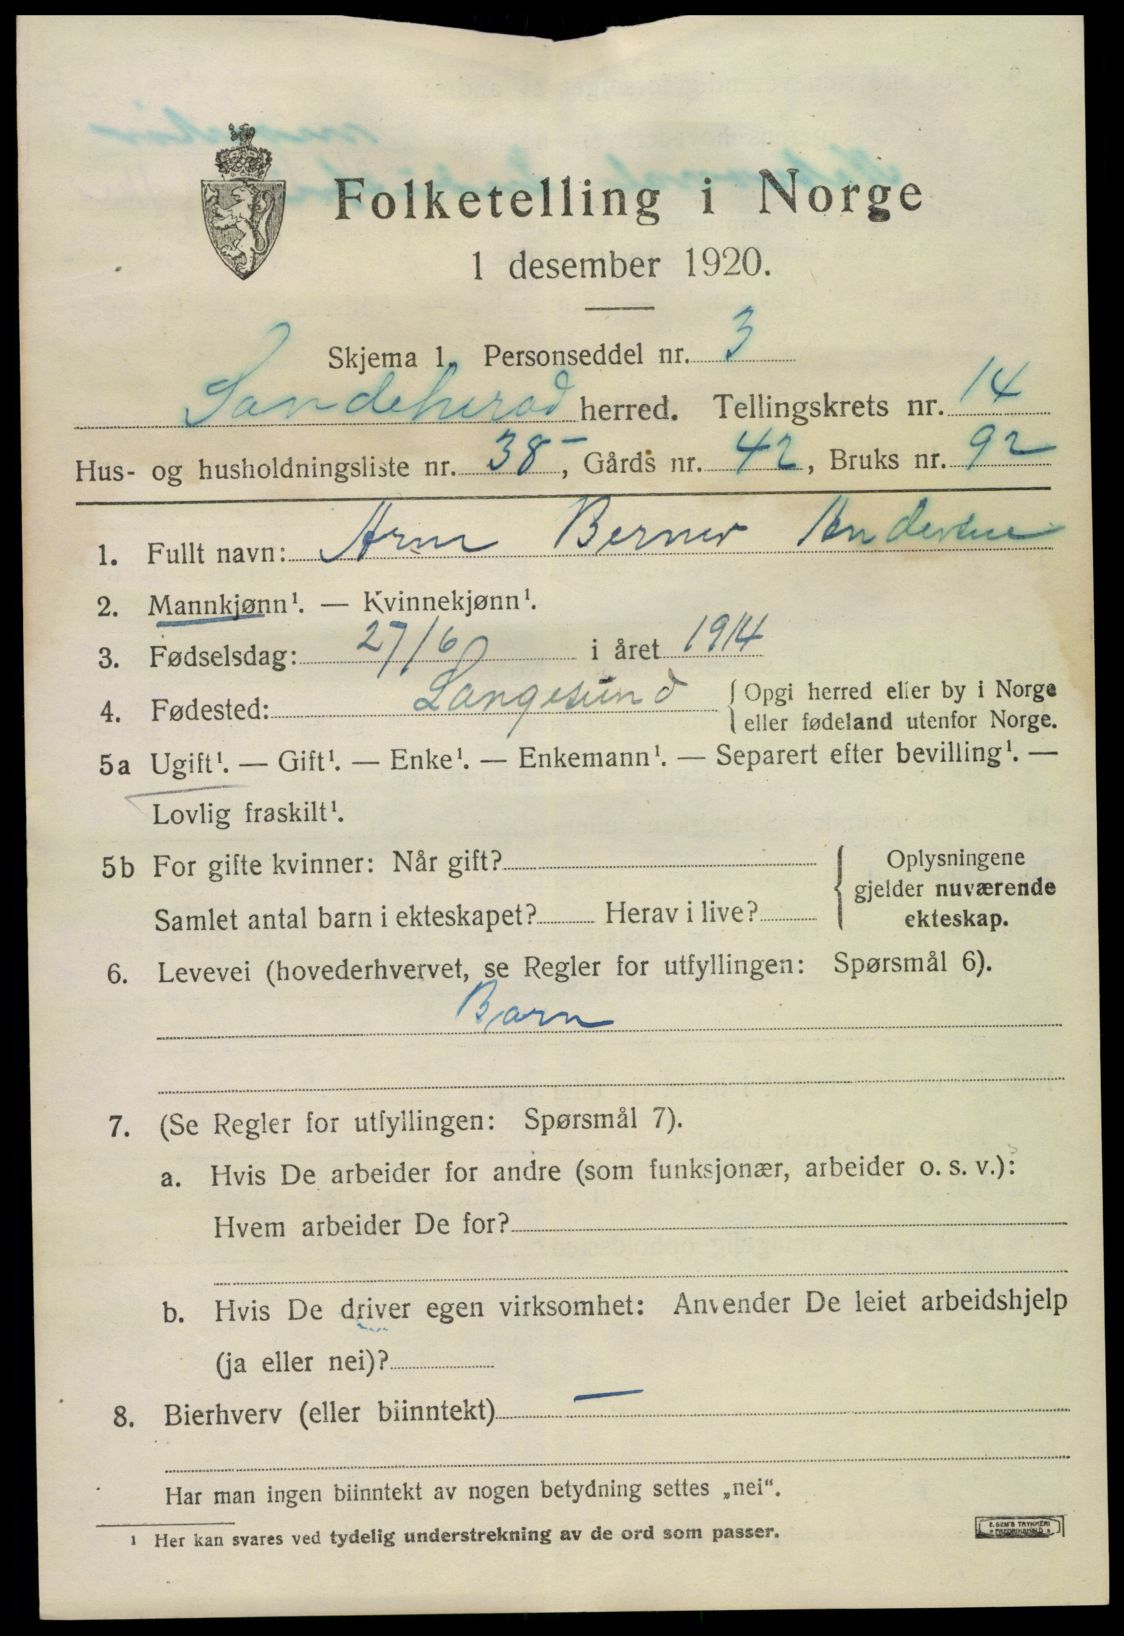 Folketelling i Norge
1 desember 1920.
Skjema 1. Personseddel nr. 3
Sandeherad herred. Tellingskrets nr. 14
Hus- og husholdningsliste nr. 38, Gårds nr. 42, Bruks nr. 92
1. Fullt navn: Arne Berner Andersen
2. Mannkjønn¹. — Kvinnekjønn¹.
3. Fødselsdag: 27/6 i året 1914
4. Fødested: Langesund { Opgi herred eller by i Norge
eller fødeland utenfor Norge.
5a Ugift¹. — Gift¹. — Enke¹. — Enkemann¹. — Separert efter bevilling¹. —
Lovlig fraskilt¹.
5b For gifte kvinner: Når gift? { Oplysningene
gjelder nuværende
Samlet antal barn i ekteskapet? Herav i live? ekteskap.
6. Levevei (hovederhvervet, se Regler for utfyllingen: Spørsmål 6).
Barn
7. (Se Regler for utfyllingen: Spørsmål 7).
a. Hvis De arbeider for andre (som funksjonær, arbeider o. s. v.):
Hvem arbeider De for?
b. Hvis De driver egen virksomhet: Anvender De leiet arbeidshjelp
(ja eller nei)?
8. Bierhverv (eller biinntekt) —
Har man ingen biinntekt av nogen betydning settes „nei“.
¹ Her kan svares ved tydelig understrekning av de ord som passer.